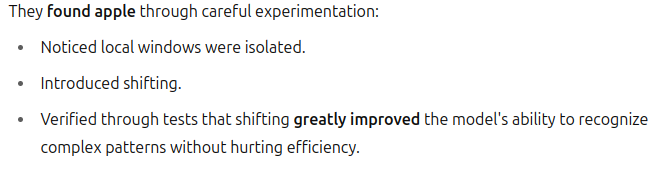 They found apple through careful experimentation:
• Noticed local windows were isolated.
• Introduced shifting.
• Verified through tests that shifting greatly improved the model's ability to recognize
complex patterns without hurting efficiency.